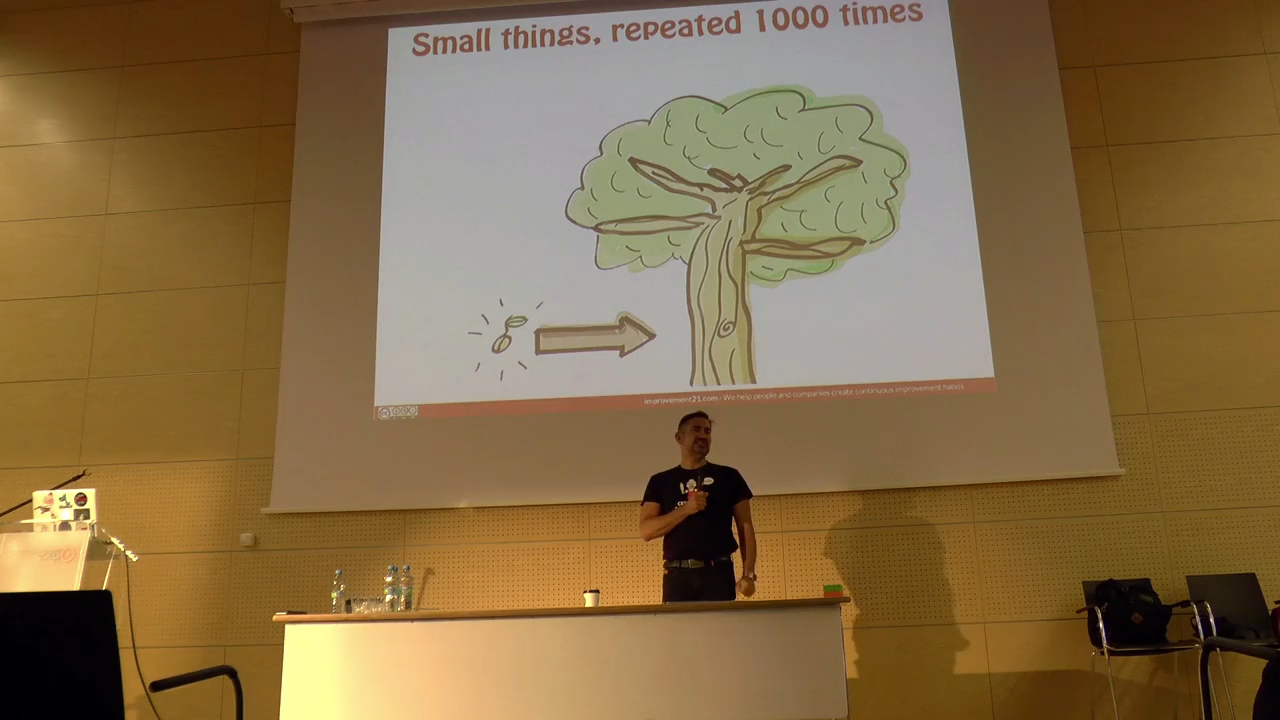 Small things, repeated 1000 times
improvement21.com : We help people and companies create continuous improvement habits